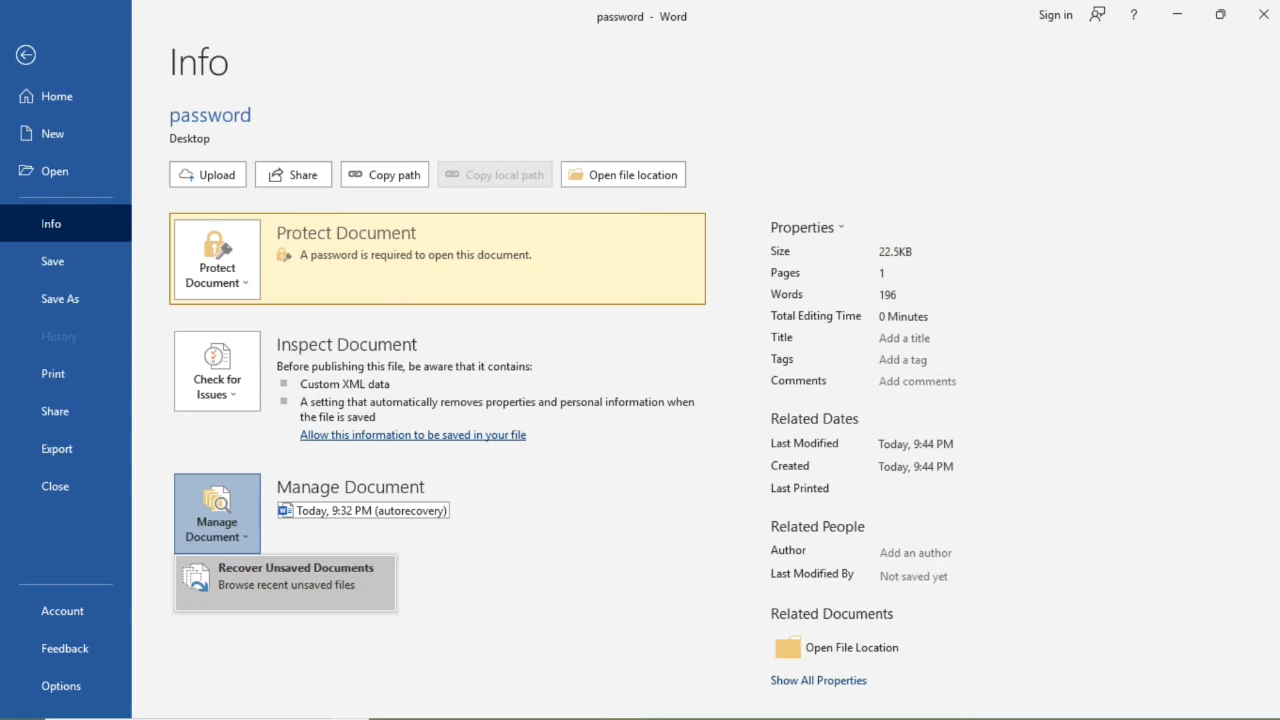 password - Word
Sign in
?
Info
Home
New
Open
Info
Save
Save As
History
Print
Share
Export
Close
Account
Feedback
Options
password
Desktop
Upload
Share
Copy path
Copy local path
Open file location
Protect
Document
Protect Document
A password is required to open this document.
Check for
Issues
Inspect Document
Before publishing this file, be aware that it contains:
Custom XML data
A setting that automatically removes properties and personal information when
the file is saved
Allow this information to be saved in your file
Manage
Document
Manage Document
Today, 9:32 PM (autorecovery)
Recover Unsaved Documents
Browse recent unsaved files
Properties
Size 22.5KB
Pages 1
Words 196
Total Editing Time 0 Minutes
Title Add a title
Tags Add a tag
Comments Add comments
Related Dates
Last Modified Today, 9:44 PM
Created Today, 9:44 PM
Last Printed
Related People
Author Add an author
Last Modified By Not saved yet
Related Documents
Open File Location
Show All Properties